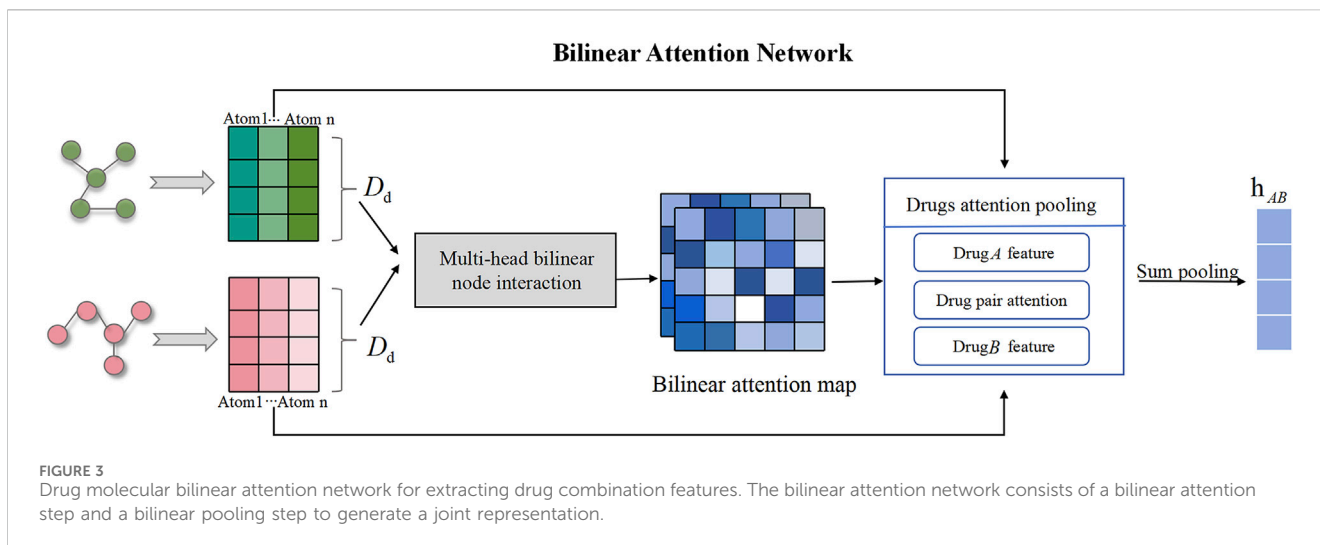 Bilinear Attention Network
Atom1··· Atom n
D_d
Multi-head bilinear
node interaction
D_d
Atom1···Atom n
Bilinear attention map
Drugs attention pooling
DrugA feature
Drug pair attention
DrugB feature
Sum pooling
h_AB
FIGURE 3
Drug molecular bilinear attention network for extracting drug combination features. The bilinear attention network consists of a bilinear attention
step and a bilinear pooling step to generate a joint representation.